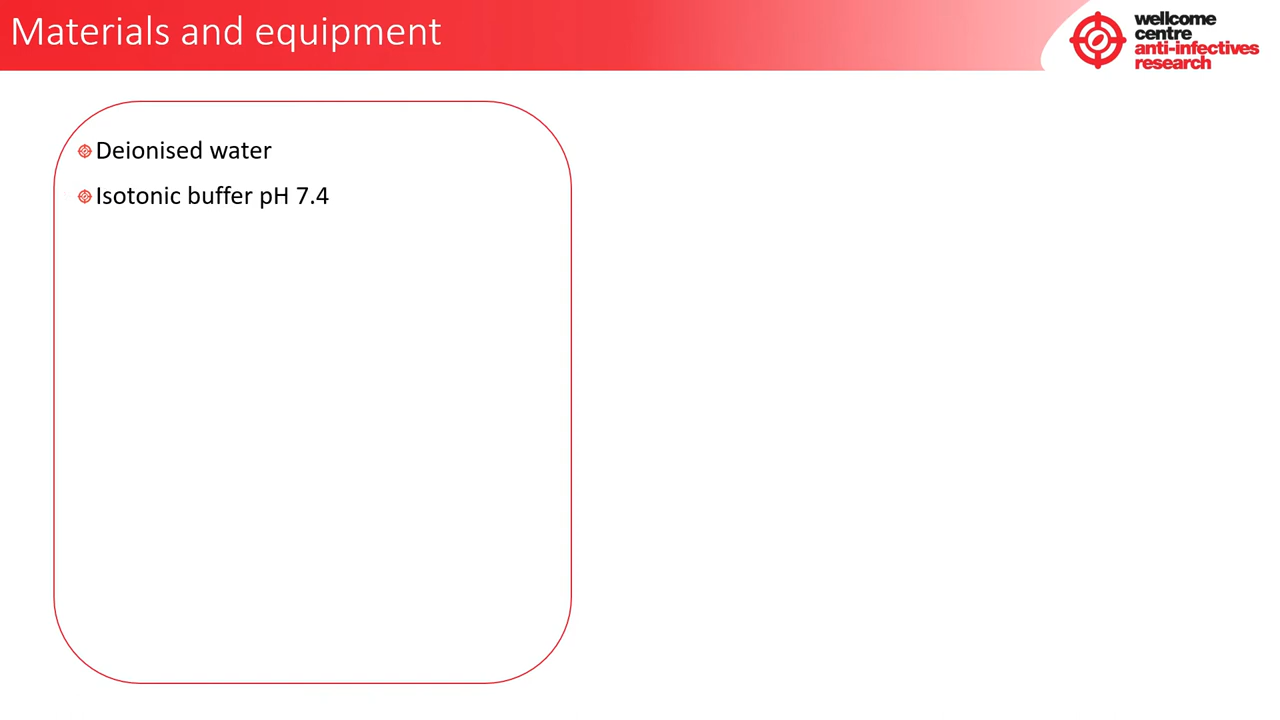 Materials and equipment
wellcome
centre
anti-infectives
research
Deionised water
Isotonic buffer pH 7.4